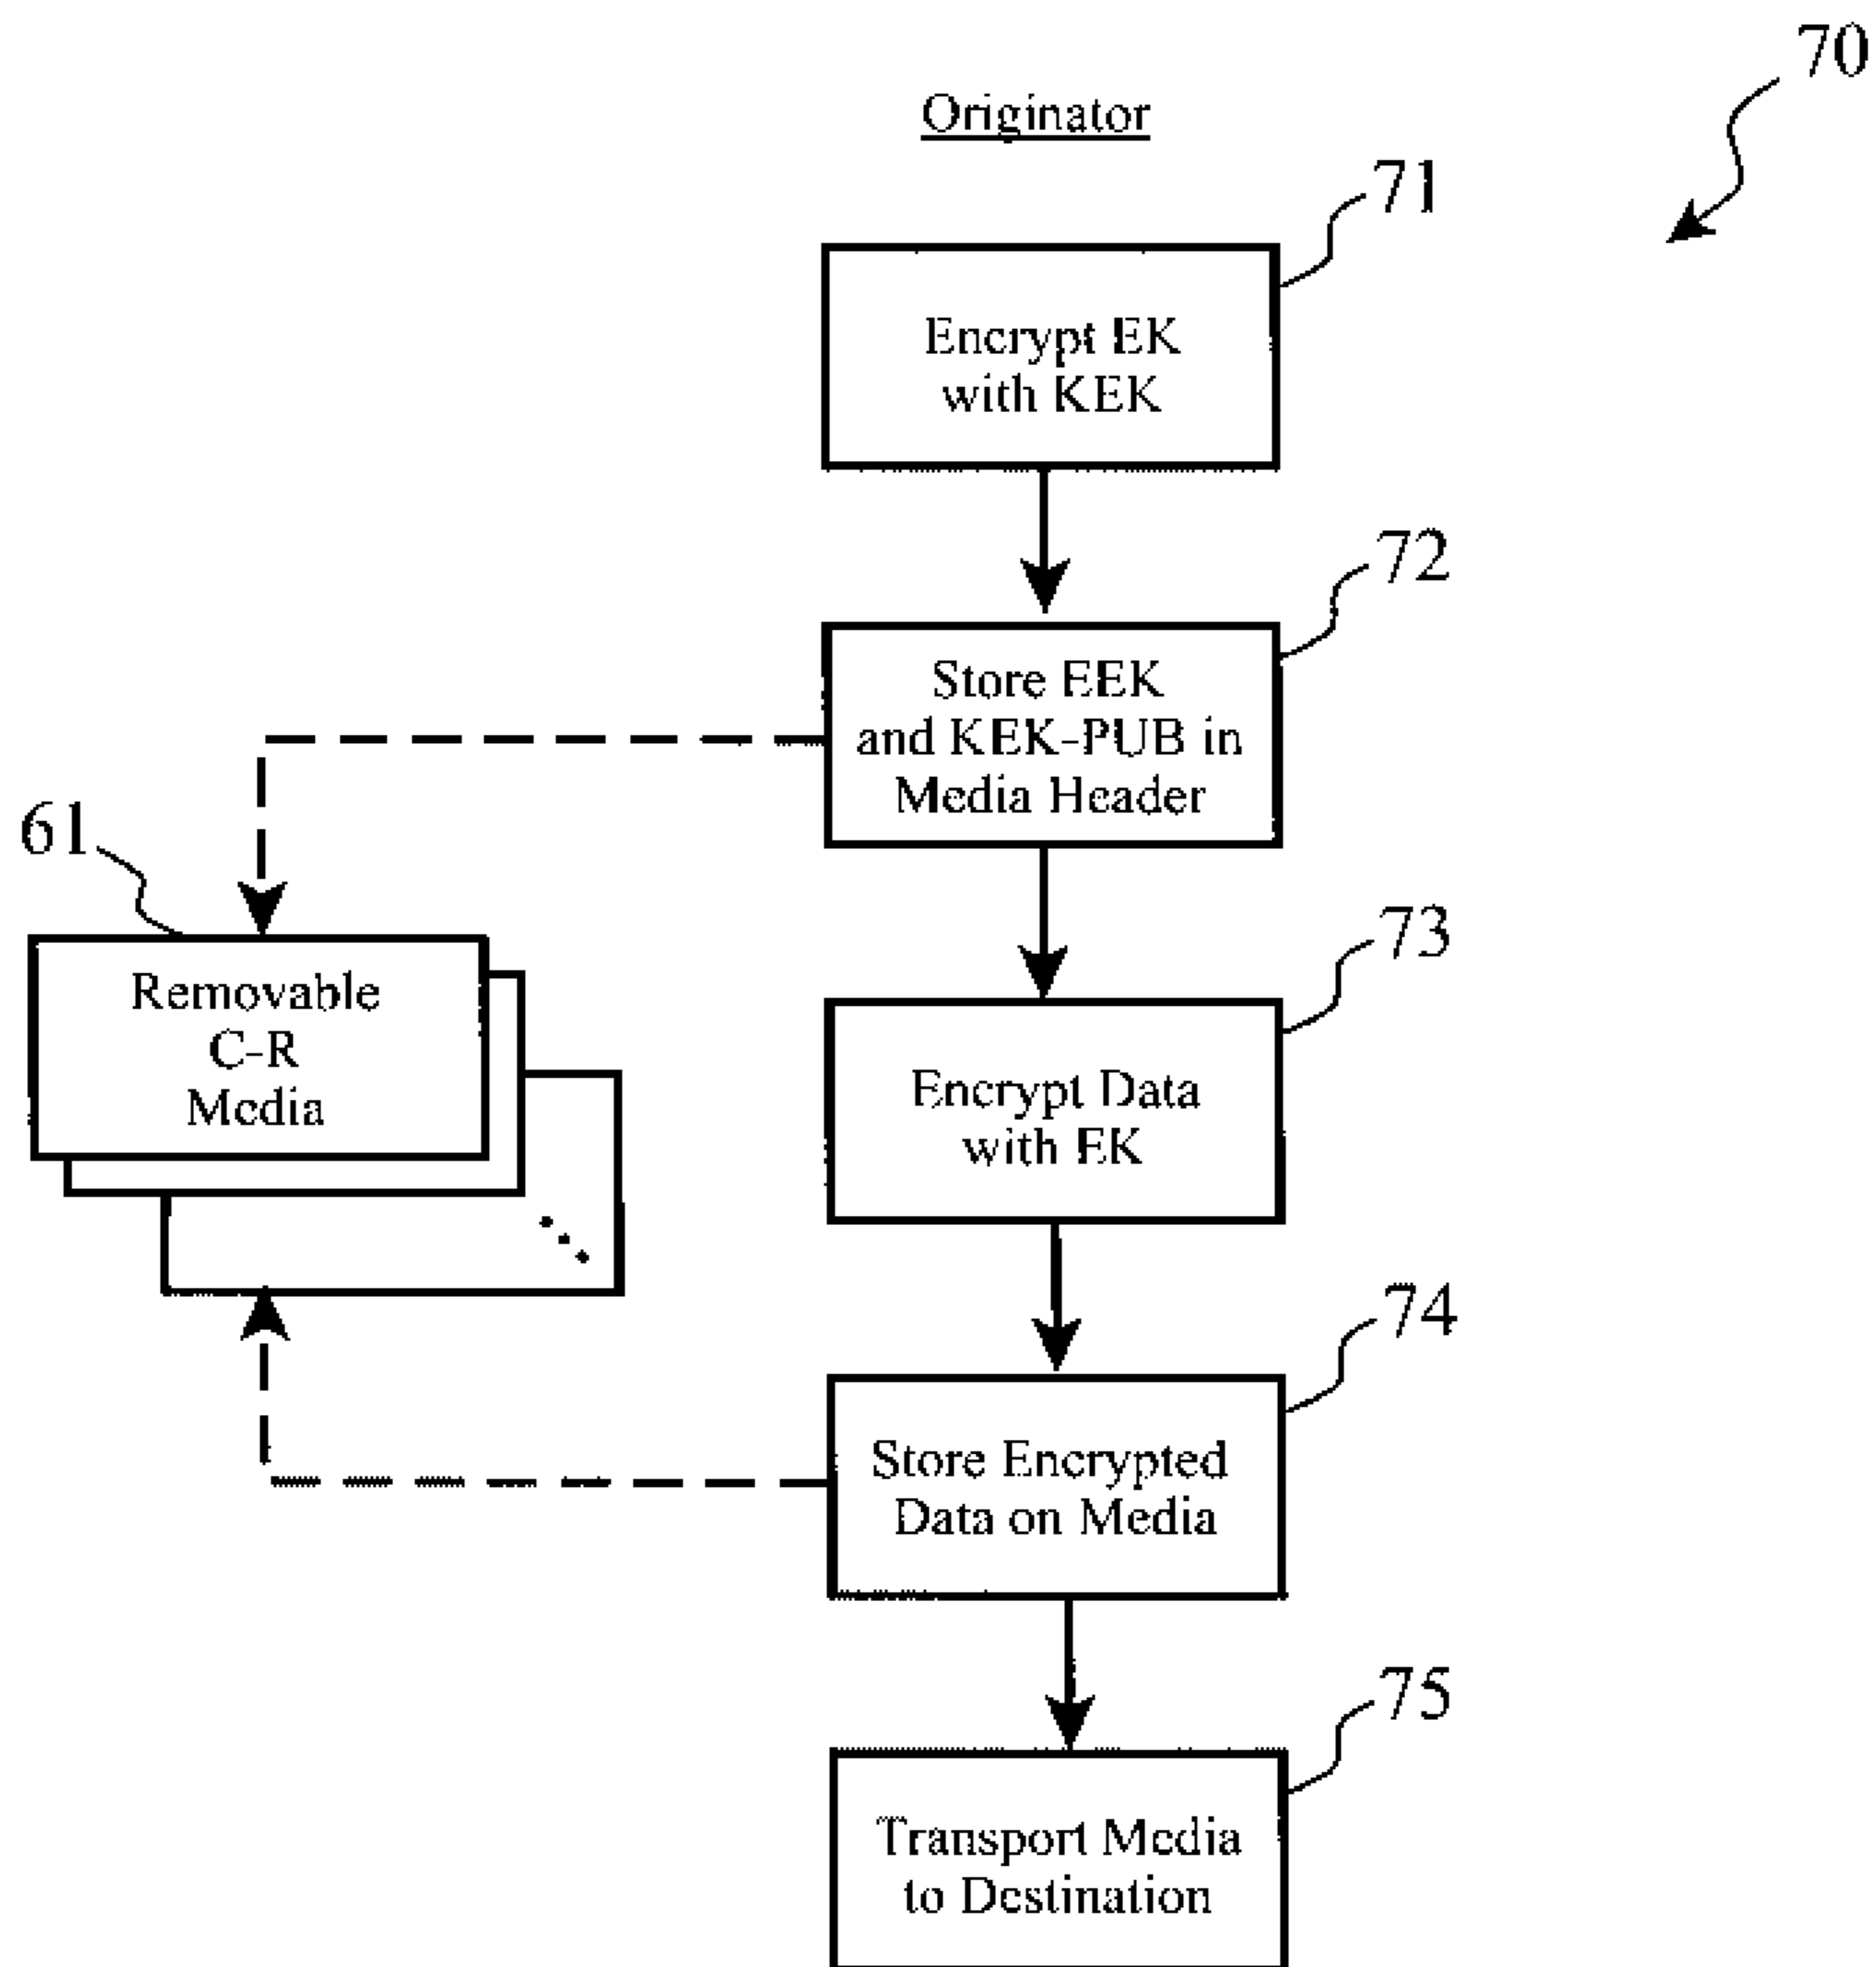 70
Originator
71
Encrypt EK
with KEK
72
Store EEK
and KEK-PUB in
Media Header
61
Removable
C-R
Media
73
Encrypt Data
with EK
74
Store Encrypted
Data on Media
75
Transport Media
to Destination